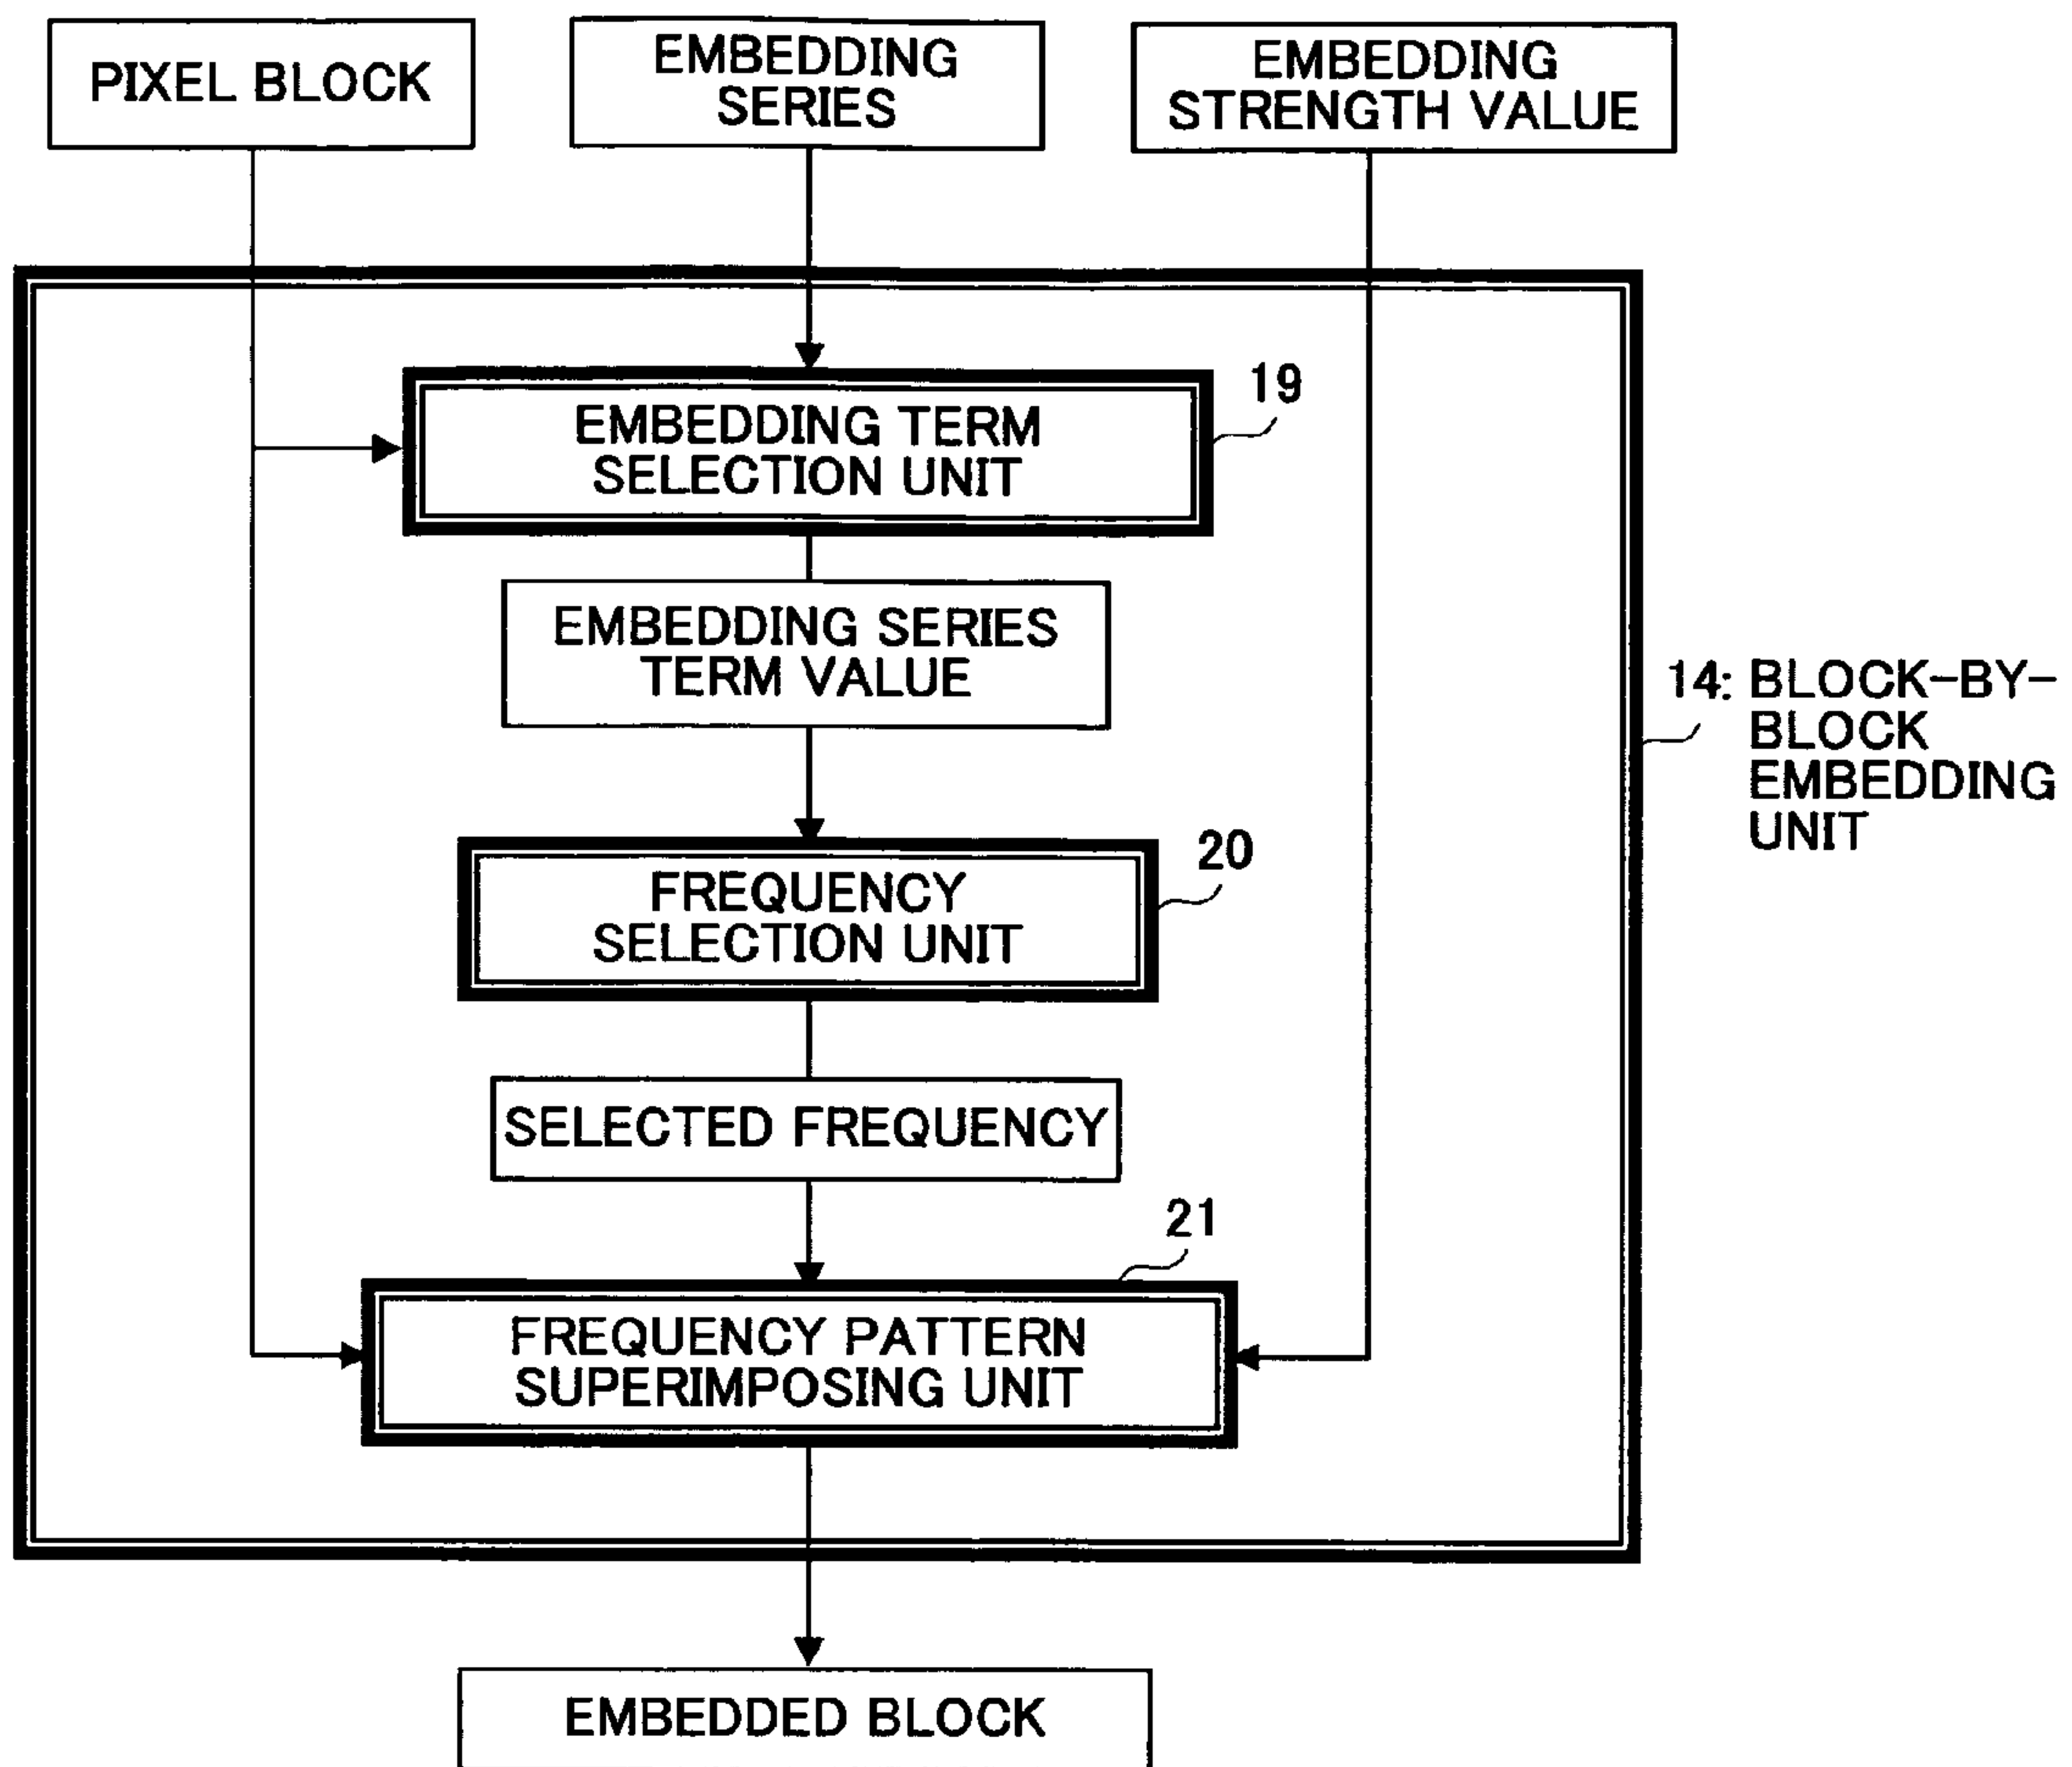 PIXEL BLOCK
EMBEDDING
SERIES
EMBEDDING
STRENGTH VALUE
19
EMBEDDING TERM
SELECTION UNIT
EMBEDDING SERIES
TERM VALUE
14: BLOCK-BY-
BLOCK
EMBEDDING
UNIT
20
FREQUENCY
SELECTION UNIT
SELECTED FREQUENCY
21
FREQUENCY PATTERN
SUPERIMPOSING UNIT
EMBEDDED BLOCK